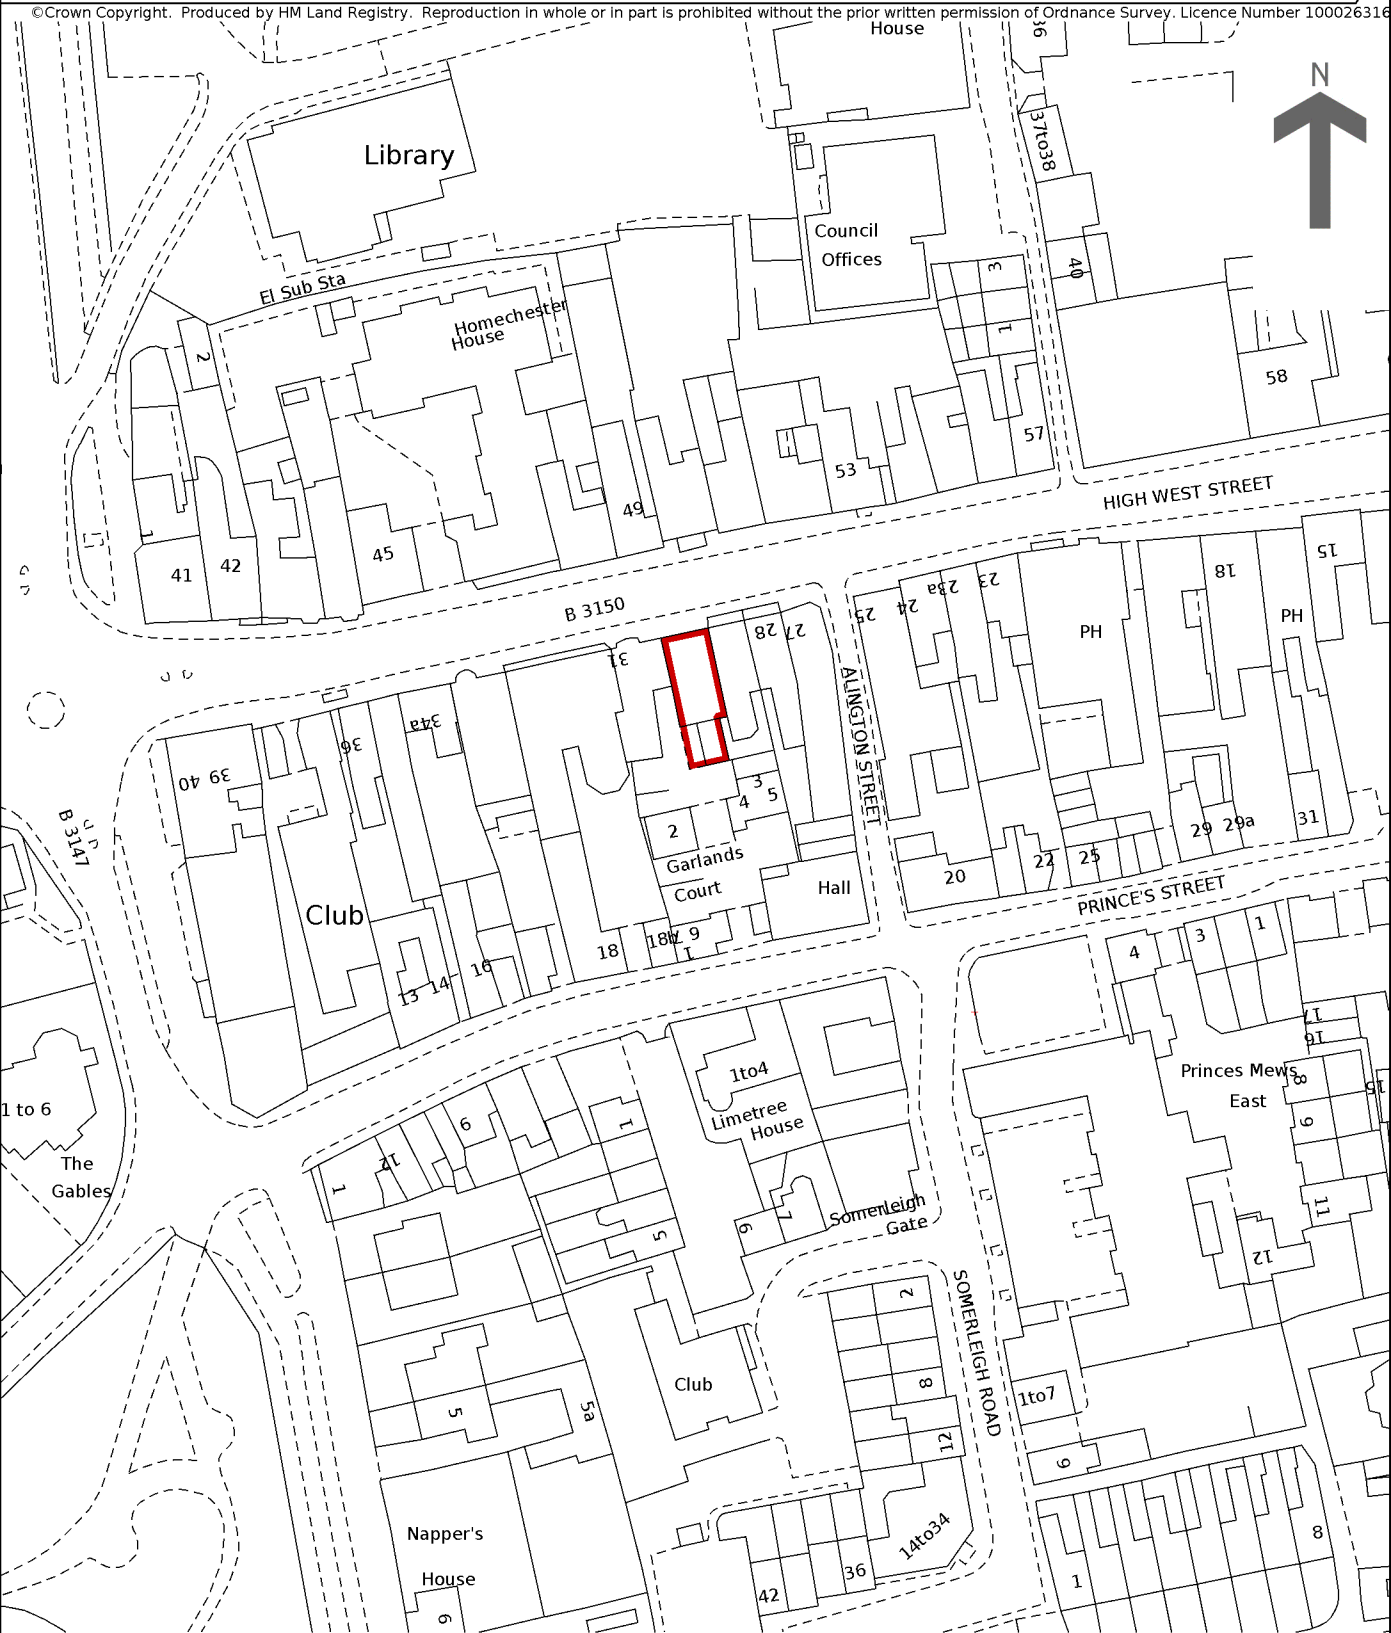 ©Crown Copyright. Produced by HM Land Registry. Reproduction in whole or in part is prohibited without the prior written permission of Ordnance Survey. Licence Number 100026316
House
36
N
37to38
Library
Council
Offices
3
40
El Sub Sta
Homechester
House
1
2
58
57
53
49
HIGH WEST STREET
1
45
42
41
B 3150
15
18
23
23a
24
25
PH
PH
27
28
31
34a
36
39
40
ALINGTON STREET
B 3147
3
5
4
2
Garlands
Court
Hall
31
29a
29
25
22
20
PRINCE'S STREET
Club
18
18b
9
1
16
14
13
4
3
1
17
16
15
Princes Mews
East
8
9
11
12
1 to 6
The
Gables
1to4
Limetree
House
1
9
12
1
5
6
7
Somerleigh
Gate
2
8
12
SOMERLEIGH ROAD
1to7
9
Club
5
5a
Napper's
House
6
14to34
36
42
1
8